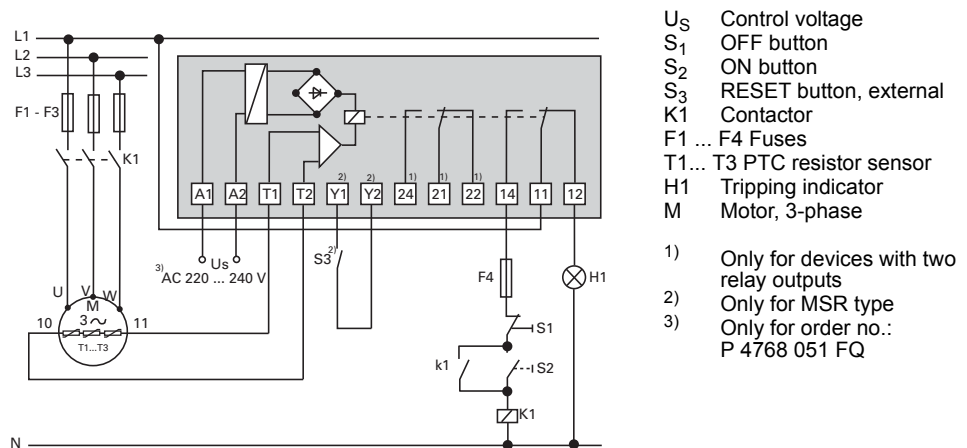 L1
L2
L3
F1 - F3
K1
A1 A2 T1 T2 Y1 Y2 24 21 22 14 11 12
2) 2) 1) 1) 1)
Us
3) AC 220 ... 240 V
S3 2)
F4
H1
U V W
M
3 ~
10 11
T1...T3
S1
k1
S2
K1
N
US Control voltage
S1 OFF button
S2 ON button
S3 RESET button, external
K1 Contactor
F1 ... F4 Fuses
T1... T3 PTC resistor sensor
H1 Tripping indicator
M Motor, 3-phase
1) Only for devices with two
relay outputs
2) Only for MSR type
3) Only for order no.:
P 4768 051 FQ